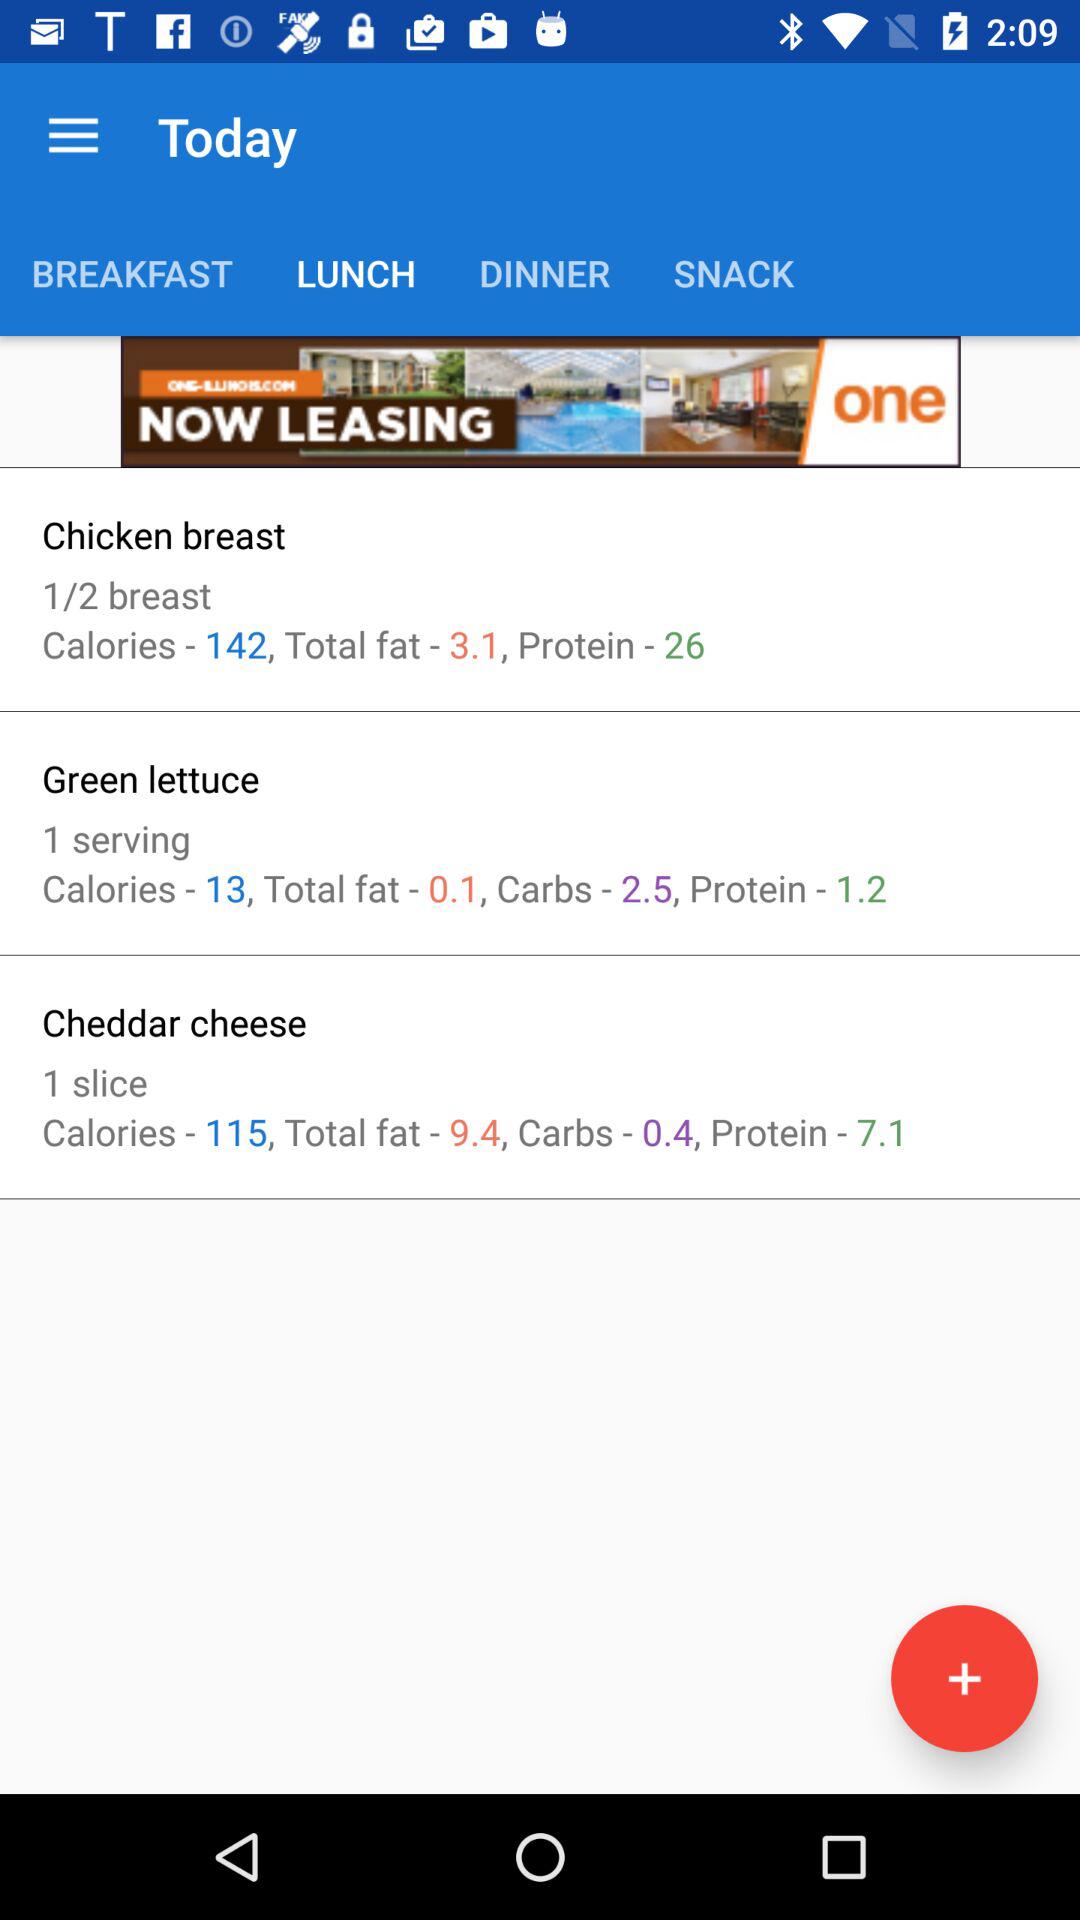 FAKE
2:09
Today
BREAKFAST LUNCH DINNER SNACK
ONE-ILLINOIS.COM
NOW LEASING
one
Chicken breast
1/2 breast
Calories - 142, Total fat - 3.1, Protein - 26
Green lettuce
1 serving
Calories - 13, Total fat - 0.1, Carbs - 2.5, Protein - 1.2
Cheddar cheese
1 slice
Calories - 115, Total fat - 9.4, Carbs - 0.4, Protein - 7.1
+